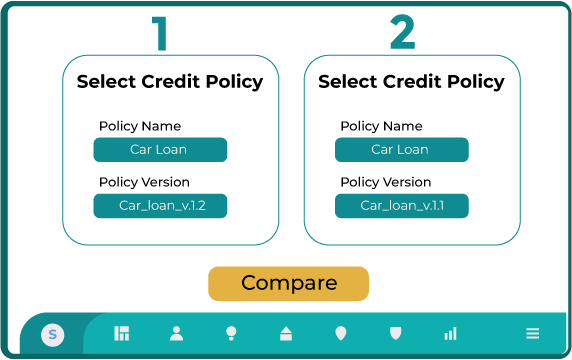 1
Select Credit Policy
Policy Name
Car Loan
Policy Version
Car_loan_v.1.2
2
Select Credit Policy
Policy Name
Car Loan
Policy Version
Car_loan_v.1.1
Compare
S